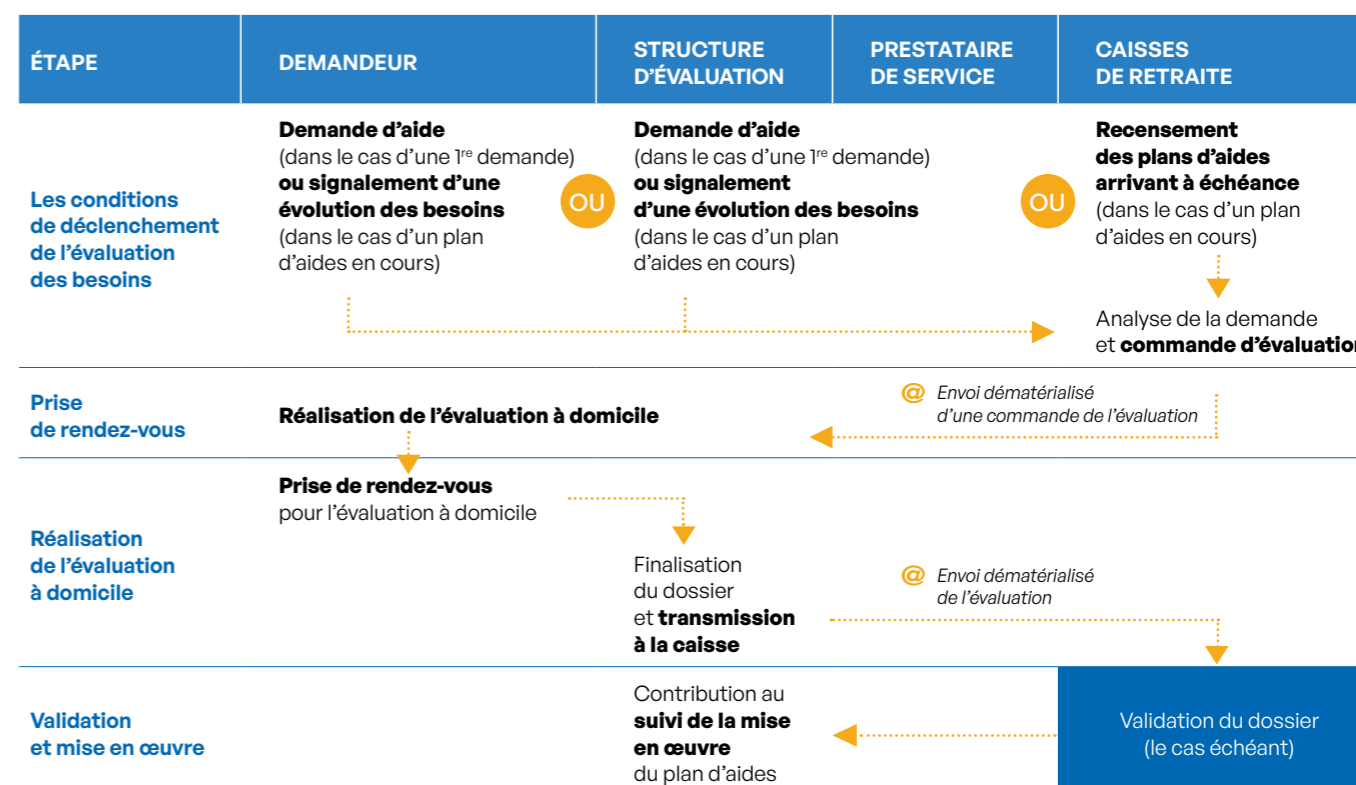 ÉTAPE
DEMANDEUR
STRUCTURE
D’ÉVALUATION
PRESTATAIRE
DE SERVICE
CAISSES
DE RETRAITE
Les conditions
de déclenchement
de l’évaluation
des besoins
Demande d’aide
(dans le cas d’une 1re demande)
ou signalement d’une
évolution des besoins
(dans le cas d’un plan
d’aides en cours)
OU
Demande d’aide
(dans le cas d’une 1re demande)
ou signalement
d’une évolution des besoins
(dans le cas d’un plan
d’aides en cours)
OU
Recensement
des plans d’aides
arrivant à échéance
(dans le cas d’un plan
d’aides en cours)
Analyse de la demande
et commande d’évaluation
Prise
de rendez-vous
Réalisation de l’évaluation à domicile
@ Envoi dématérialisé
d’une commande de l’évaluation
Réalisation
de l’évaluation
à domicile
Prise de rendez-vous
pour l’évaluation à domicile
Finalisation
du dossier
et transmission
à la caisse
@ Envoi dématérialisé
de l’évaluation
Validation
et mise en œuvre
Contribution au
suivi de la mise
en œuvre
du plan d’aides
Validation du dossier
(le cas échéant)